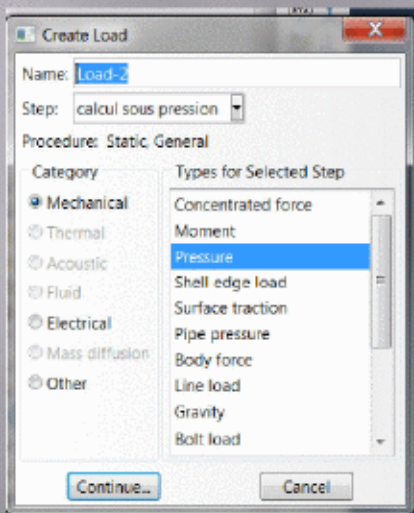 Create Load
Name: Load-2
Step: calcul sous pression
Procedure: Static, General
Category
Mechanical
Thermal
Acoustic
Fluid
Electrical
Mass diffusion
Other
Types for Selected Step
Concentrated force
Moment
Pressure
Shell edge load
Surface traction
Pipe pressure
Body force
Line load
Gravity
Bolt load
Continue...
Cancel